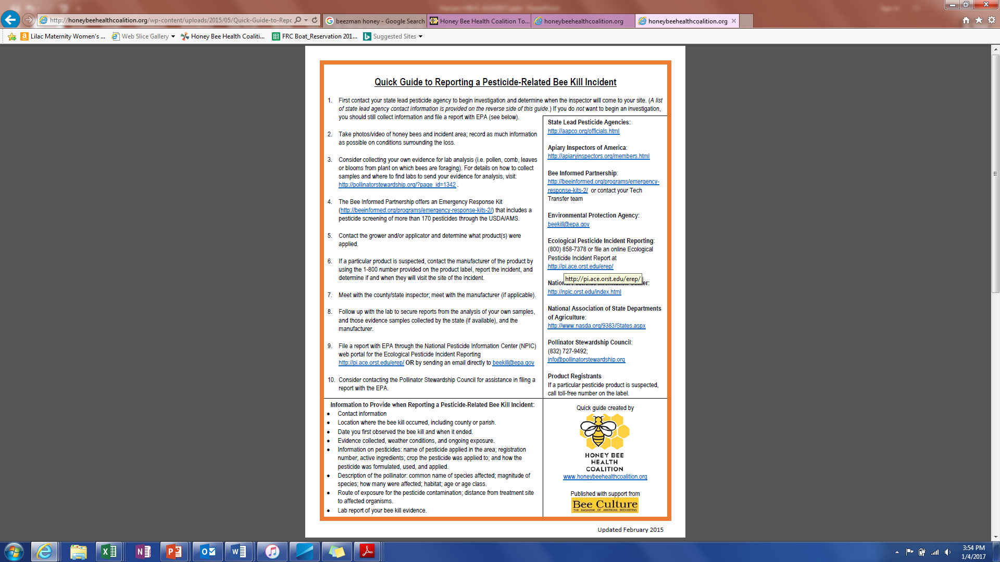 http://honeybeehealthcoalition.org/wp-content/uploads/2015/05/Quick-Guide-to-Repo
beezman honey - Google Search
Honey Bee Health Coalition To...
honeybeehealthcoalition.org
honeybeehealthcoalition.org
Lilac Maternity Women's ...
Web Slice Gallery
Honey Bee Health Coaliti...
FRC Boat_Reservation 201...
Suggested Sites
Quick Guide to Reporting a Pesticide-Related Bee Kill Incident
1. First contact your state lead pesticide agency to begin investigation and determine when the inspector will come to your site. (A list
of state lead agency contact information is provided on the reverse side of this guide.) If you do not want to begin an investigation,
you should still collect information and file a report with EPA (see below).
2. Take photos/video of honey bees and incident area; record as much information
as possible on conditions surrounding the loss.
3. Consider collecting your own evidence for lab analysis (i.e. pollen, comb, leaves
or blooms from plant on which bees are foraging). For details on how to collect
samples and where to find labs to send your evidence for analysis, visit:
http://pollinatorstewardship.org/?page_id=1342 .
4. The Bee Informed Partnership offers an Emergency Response Kit
(http://beeinformed.org/programs/emergency-response-kits-2/) that includes a
pesticide screening of more than 170 pesticides through the USDA/AMS.
5. Contact the grower and/or applicator and determine what product(s) were
applied.
6. If a particular product is suspected, contact the manufacturer of the product by
using the 1-800 number provided on the product label, report the incident, and
determine if and when they will visit the site of the incident.
7. Meet with the county/state inspector; meet with the manufacturer (if applicable).
8. Follow up with the lab to secure reports from the analysis of your own samples,
and those evidence samples collected by the state (if available), and the
manufacturer.
9. File a report with EPA through the National Pesticide Information Center (NPIC)
web portal for the Ecological Pesticide Incident Reporting
http://pi.ace.orst.edu/erep/ OR by sending an email directly to beekill@epa.gov
10. Consider contacting the Pollinator Stewardship Council for assistance in filing a
report with the EPA.
State Lead Pesticide Agencies:
http://aapco.org/officials.html
Apiary Inspectors of America:
http://apiaryinspectors.org/members.html
Bee Informed Partnership:
http://beeinformed.org/programs/emergency-
response-kits-2/ or contact your Tech
Transfer team
Environmental Protection Agency:
beekill@epa.gov
Ecological Pesticide Incident Reporting:
(800) 858-7378 or file an online Ecological
Pesticide Incident Report at
http://pi.ace.orst.edu/erep/
http://pi.ace.orst.edu/erep/
http://npic.orst.edu/index.html
National Association of State Departments
of Agriculture:
http://www.nasda.org/9383/States.aspx
Pollinator Stewardship Council:
(832) 727-9492;
info@pollinatorstewardship.org
Product Registrants
If a particular pesticide product is suspected,
call toll-free number on the label.
Information to Provide when Reporting a Pesticide-Related Bee Kill Incident:
• Contact information
• Location where the bee kill occurred, including county or parish.
• Date you first observed the bee kill and when it ended.
• Evidence collected, weather conditions, and ongoing exposure.
• Information on pesticides: name of pesticide applied in the area; registration
number; active ingredients; crop the pesticide was applied to; and how the
pesticide was formulated, used, and applied.
• Description of the pollinator: common name of species affected; magnitude of
species; how many were affected; habitat; age or age class.
• Route of exposure for the pesticide contamination; distance from treatment site
to affected organisms.
• Lab report of your bee kill evidence.
Quick guide created by
HONEY BEE
HEALTH
COALITION
www.honeybeehealthcoalition.org
Published with support from
Bee Culture
THE MAGAZINE OF AMERICAN BEEKEEPING
Updated February 2015
3:54 PM
1/4/2017